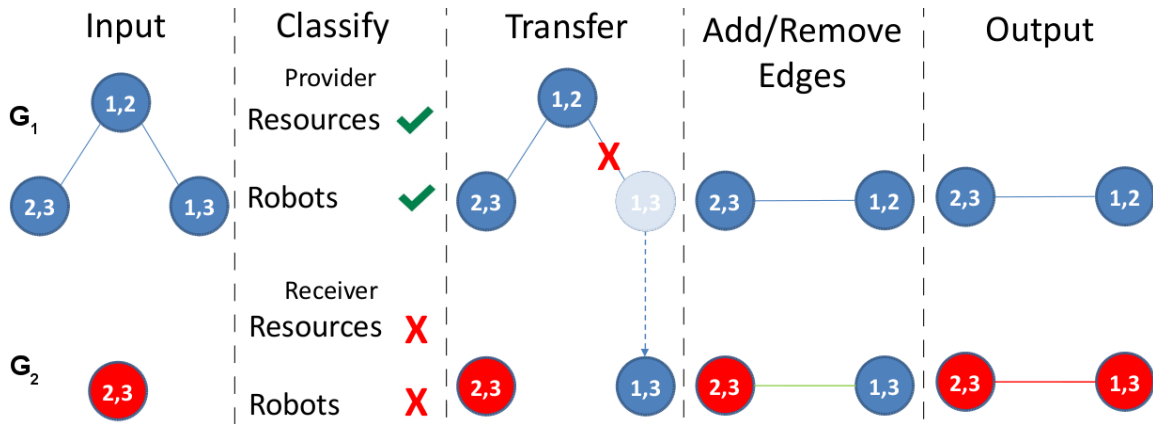 Input
Classify
Transfer
Add/Remove
Edges
Output
G1
1,2
2,3
1,3
Provider
Resources
Robots
1,2
X
2,3
1,3
2,3
1,2
2,3
1,2
G2
2,3
Receiver
Resources X
Robots X
2,3
1,3
2,3
1,3
2,3
1,3